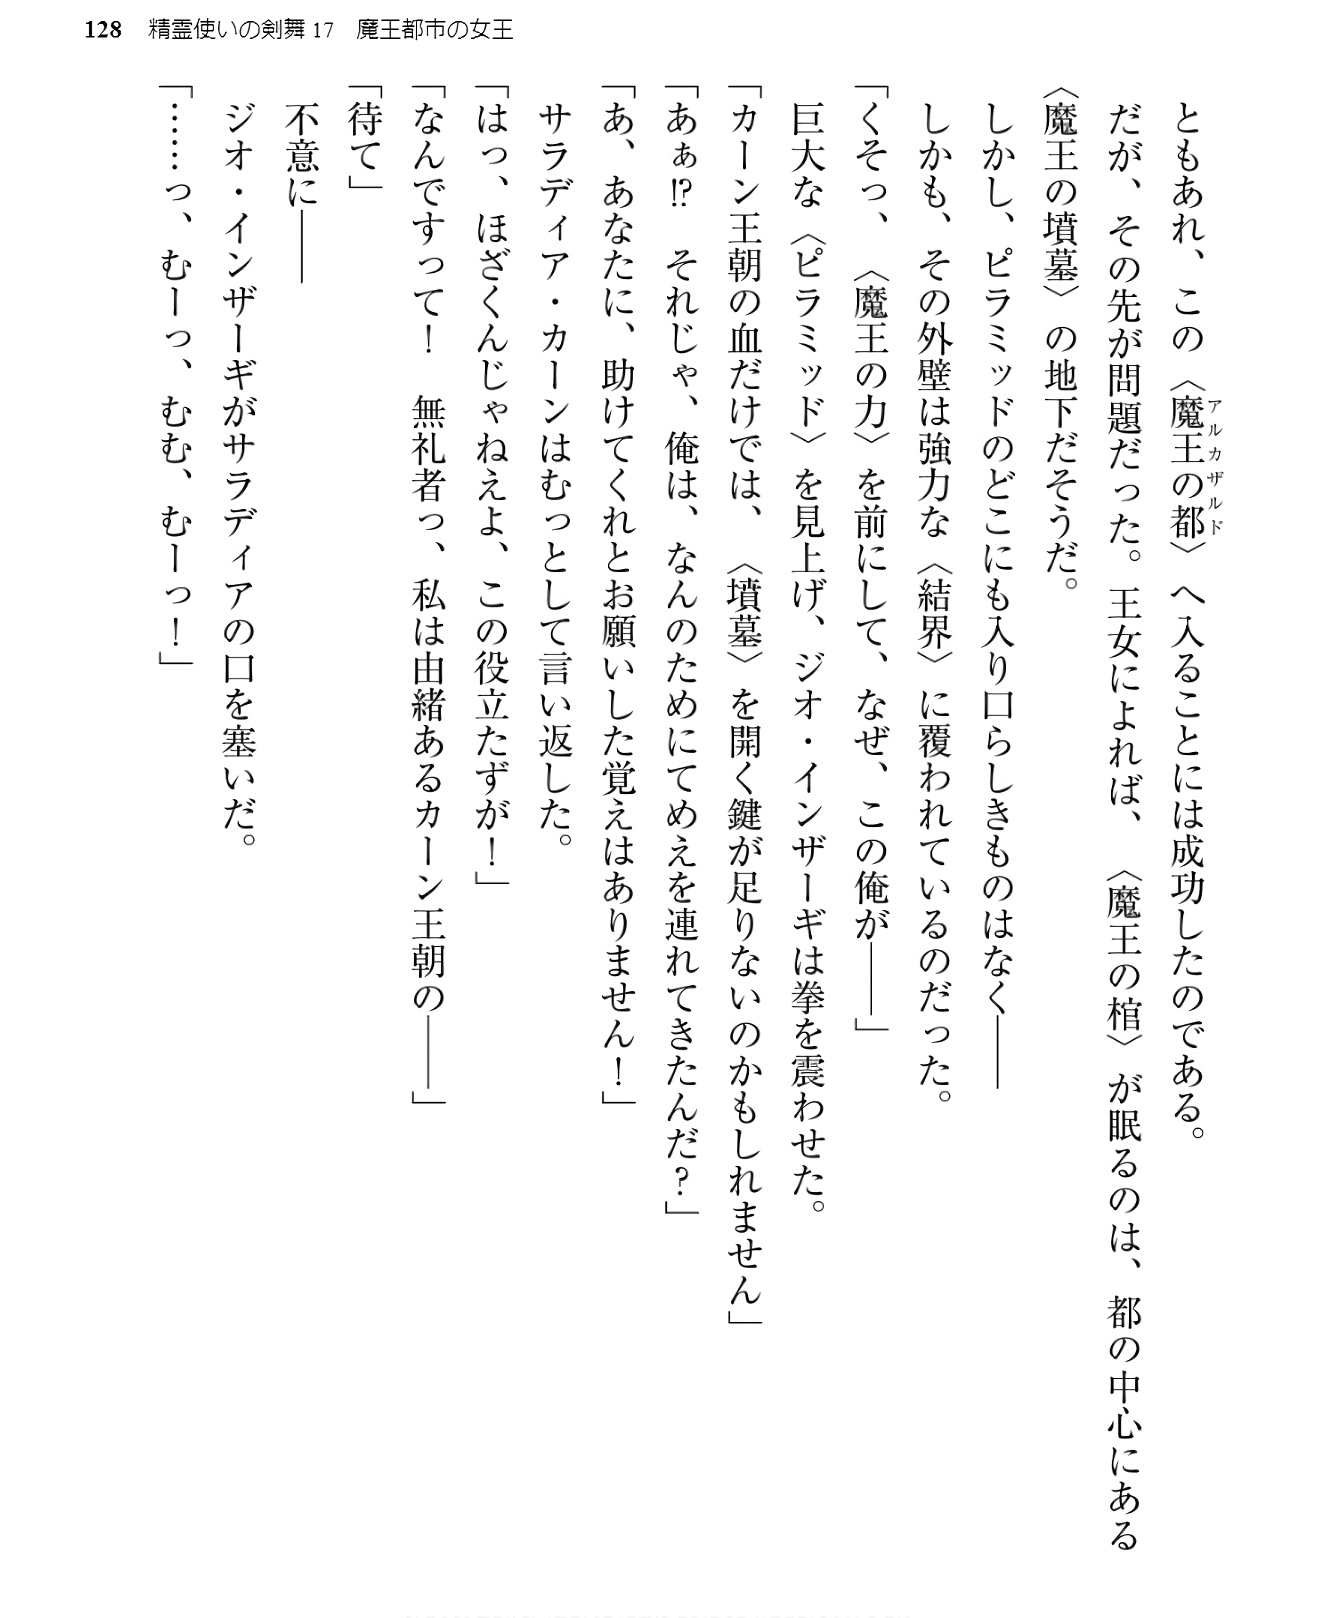 128 精霊使いの剣舞17 魔王都市の女王
ともあれ、この〈魔王の都〉へ入ることには成功したのである。
アルカザルド
だが、その先が問題だった。王女によれば、〈魔王の棺〉が眠るのは、都の中心にある
〈魔王の墳墓〉の地下だそうだ。
しかし、ピラミッドのどこにも入り口らしきものはなく――
しかも、その外壁は強力な〈結界〉に覆われているのだった。
「くそっ、〈魔王の力〉を前にして、なぜ、この俺が――」
巨大な〈ピラミッド〉を見上げ、ジオ・インザーギは拳を震わせた。
「カーン王朝の血だけでは、〈墳墓〉を開く鍵が足りないのかもしれません」
「あぁ!? それじゃ、俺は、なんのためにてめえを連れてきたんだ?」
「あ、あなたに、助けてくれとお願いした覚えはありません!」
サラディア・カーンはむっとして言い返した。
「はっ、ほざくんじゃねえよ、この役立たずが!」
「なんですって! 無礼者っ、私は由緒あるカーン王朝の――」
「待て」
不意に――
ジオ・インザーギがサラディアの口を塞いだ。
「……っ、むーっ、むむ、むーっ!」